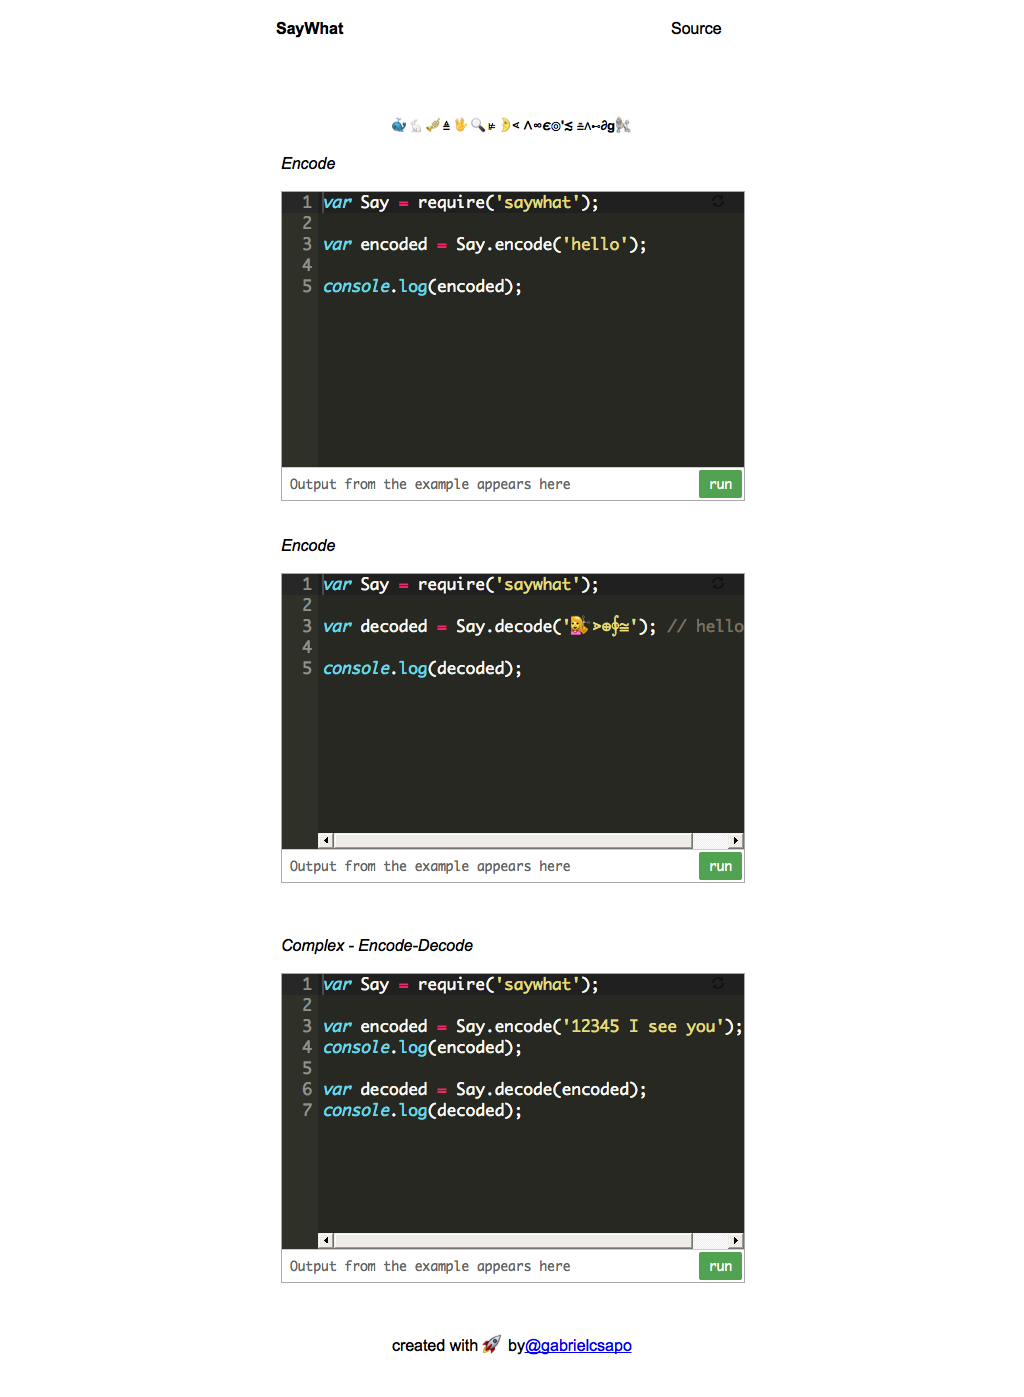 SayWhat
Source
Encode
1 var Say = require('saywhat');
2
3 var encoded = Say.encode('hello');
4
5 console.log(encoded);
Output from the example appears here
run
Encode
1 var Say = require('saywhat');
2
3 var decoded = Say.decode('⋗⊕∲≅'); // hello
4
5 console.log(decoded);
Output from the example appears here
run
Complex - Encode-Decode
1 var Say = require('saywhat');
2
3 var encoded = Say.encode('12345 I see you');
4 console.log(encoded);
5
6 var decoded = Say.decode(encoded);
7 console.log(decoded);
Output from the example appears here
run
created with 🚀 by@gabrielcsapo